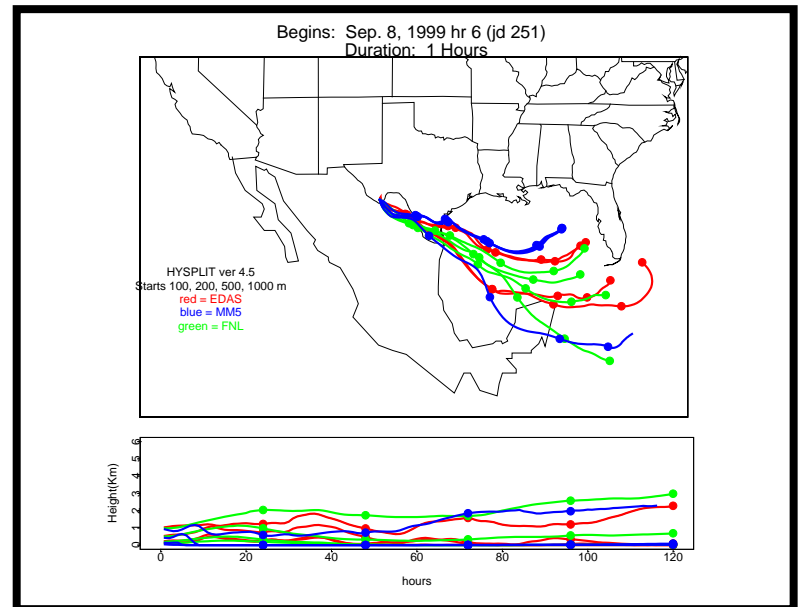 Begins: Sep. 8, 1999 hr 6 (jd 251)
Duration: 1 Hours
HYSPLIT ver 4.5
Starts 100, 200, 500, 1000 m
red = EDAS
blue = MM5
green = FNL
Height(Km)
6
5
4
3
2
1
0
0 20 40 60 80 100 120
hours